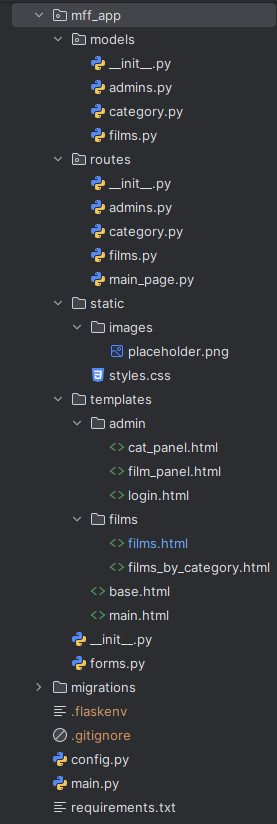 mff_app
models
__init__.py
admins.py
category.py
films.py
routes
__init__.py
admins.py
category.py
films.py
main_page.py
static
images
placeholder.png
styles.css
templates
admin
cat_panel.html
film_panel.html
login.html
films
films.html
films_by_category.html
base.html
main.html
__init__.py
forms.py
migrations
.flaskenv
.gitignore
config.py
main.py
requirements.txt